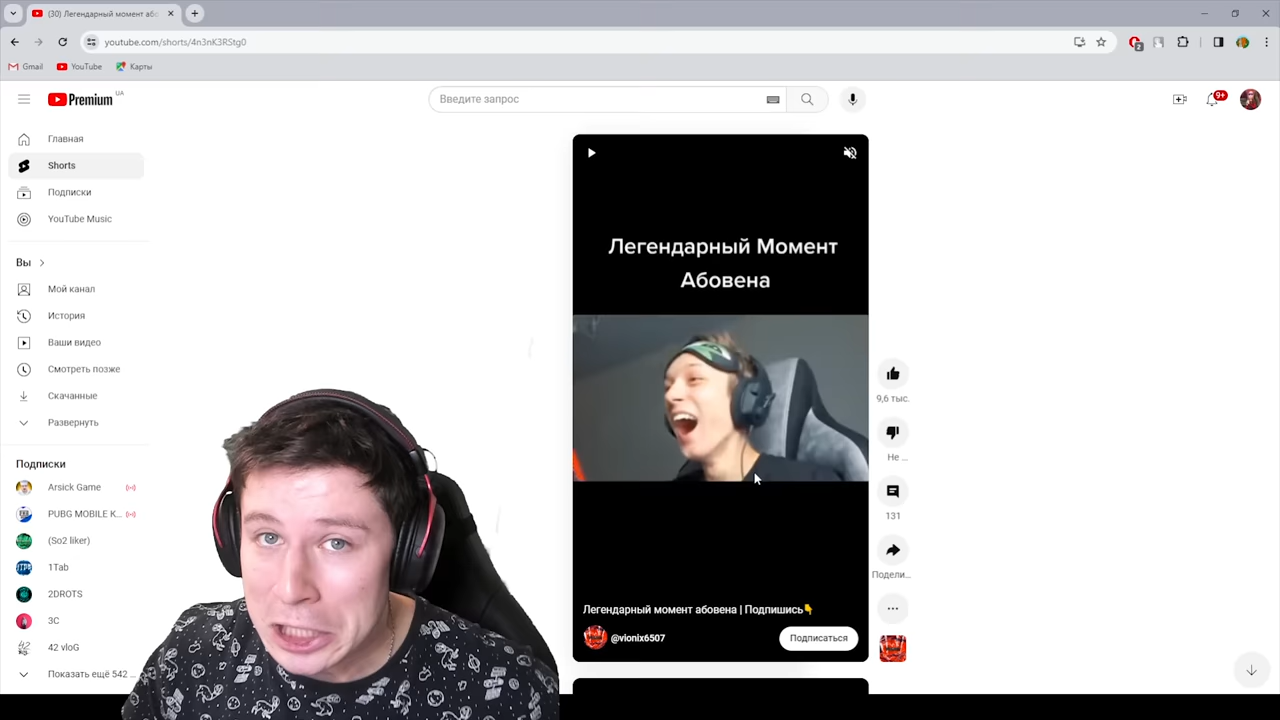 (30) Легендарный момент або
youtube.com/shorts/4n3nK3RStg0
2
Gmail
YouTube
Карты
Premium UA
Введите запрос
9+
Главная
Shorts
Подписки
YouTube Music
Вы
Мой канал
История
Ваши видео
Смотреть позже
Скачанные
Развернуть
Подписки
Arsick Game
PUBG MOBILE K...
(So2 liker)
1Tab
2DROTS
3C
42 vloG
Показать ещё 542 ...
Легендарный Момент
Абовена
9,6 тыс.
Не ...
131
Подели...
Легендарный момент абовена | Подпишись👇
@vionix6507
Подписаться